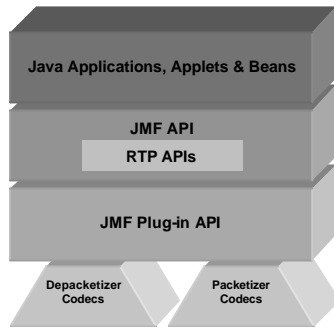 Java Applications, Applets & Beans
JMF API
RTP APIs
JMF Plug-in API
Depacketizer
Codecs
Packetizer
Codecs